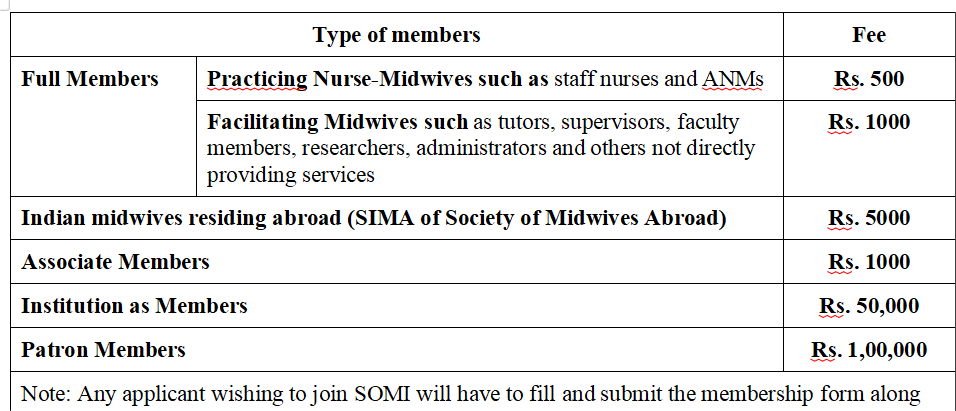 Type of members Fee
Full Members Practicing Nurse-Midwives such as staff nurses and ANMs Rs. 500
Facilitating Midwives such as tutors, supervisors, faculty Rs. 1000
members, researchers, administrators and others not directly
providing services
Indian midwives residing abroad (SIMA of Society of Midwives Abroad) Rs. 5000
Associate Members Rs. 1000
Institution as Members Rs. 50,000
Patron Members Rs. 1,00,000
Note: Any applicant wishing to join SOMI will have to fill and submit the membership form along